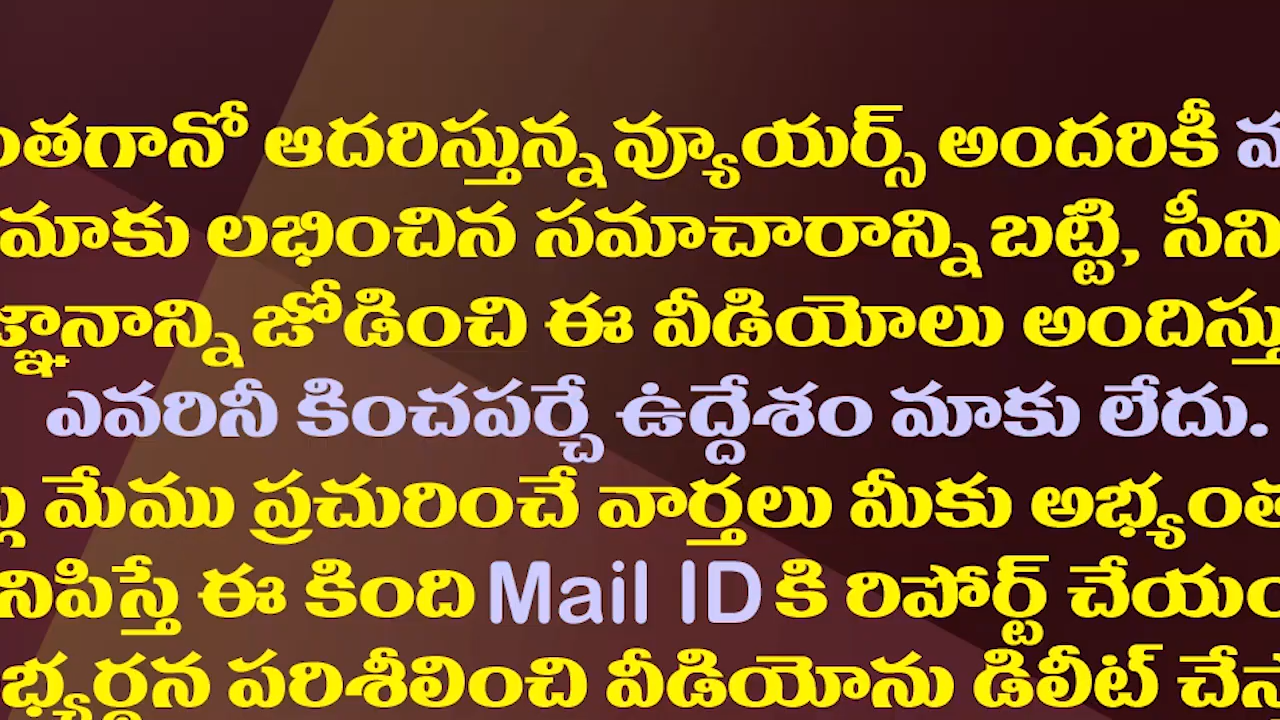 ంతగానో ఆదరిస్తున్న వ్యూయర్స్ అందరికీ
మాకు లభించిన సమాచారాన్ని బట్టి, సీని
జ్ఞానాన్ని జోడించి ఈ వీడియోలు అందిస్తు
ఎవరినీ కించపర్చే ఉద్దేశం మాకు లేదు.
మేము ప్రచురించే వార్తలు మీకు అభ్యంత
నిపిస్తే ఈ కింది Mail ID కి రిపోర్ట్ చేయం
భ్యర్థన పరిశీలించి వీడియోను డిలీట్ చేస